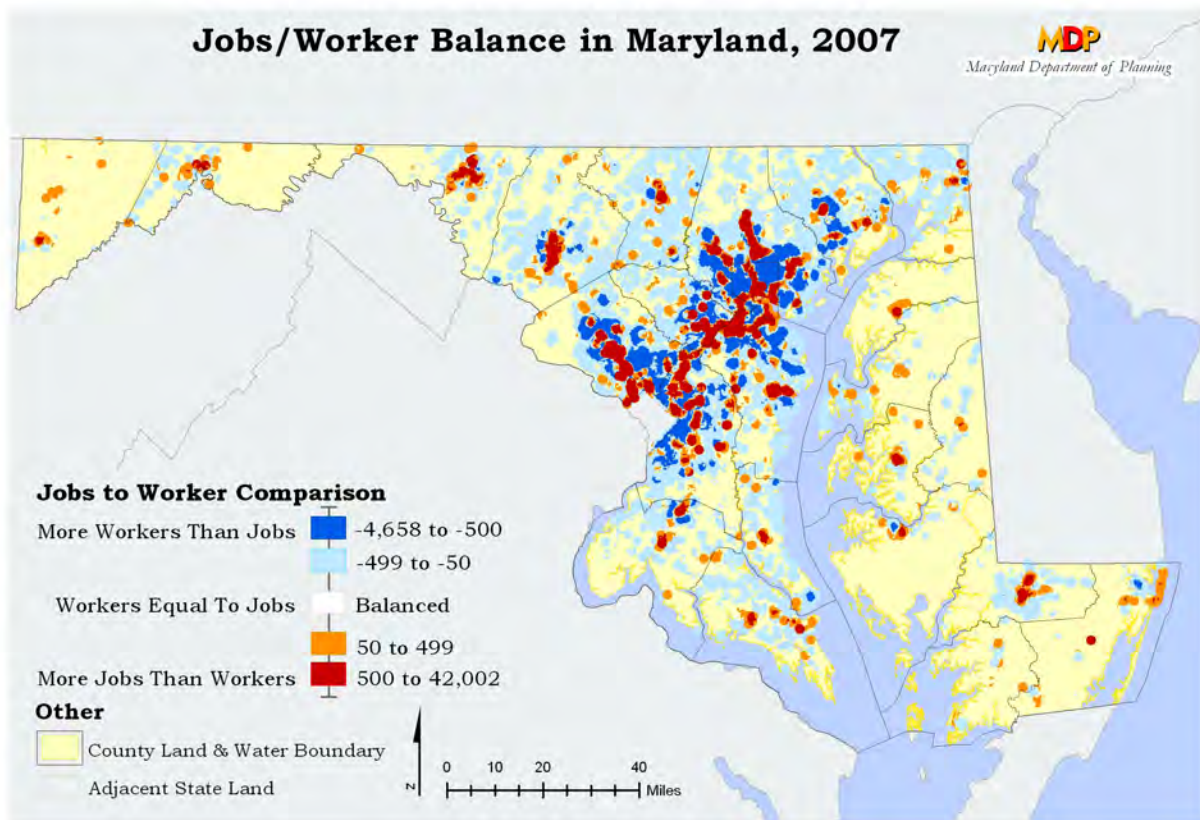 Jobs/Worker Balance in Maryland, 2007
MDP
Maryland Department of Planning
Jobs to Worker Comparison
More Workers Than Jobs
-4,658 to -500
-499 to -50
Workers Equal To Jobs
Balanced
50 to 499
More Jobs Than Workers
500 to 42,002
Other
County Land & Water Boundary
Adjacent State Land
N
0 10 20 40
Miles